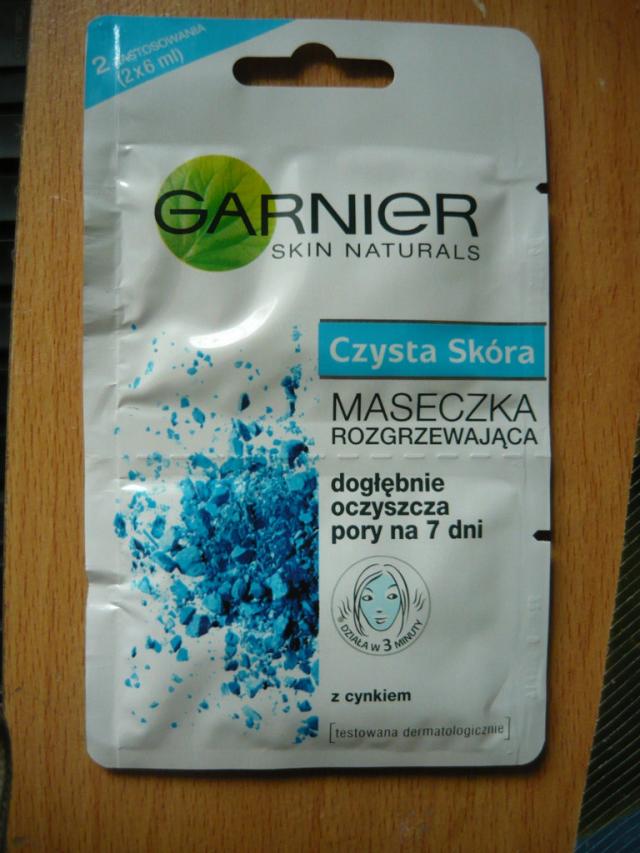 2 ZASTOSOWANIA
(2x6 ml)
GARNIER
SKIN NATURALS
Czysta Skóra
MASECZKA
ROZGRZEWAJĄCA
dogłębnie
oczyszcza
pory na 7 dni
DZIAŁA W 3 MINUTY
z cynkiem
[testowana dermatologicznie]